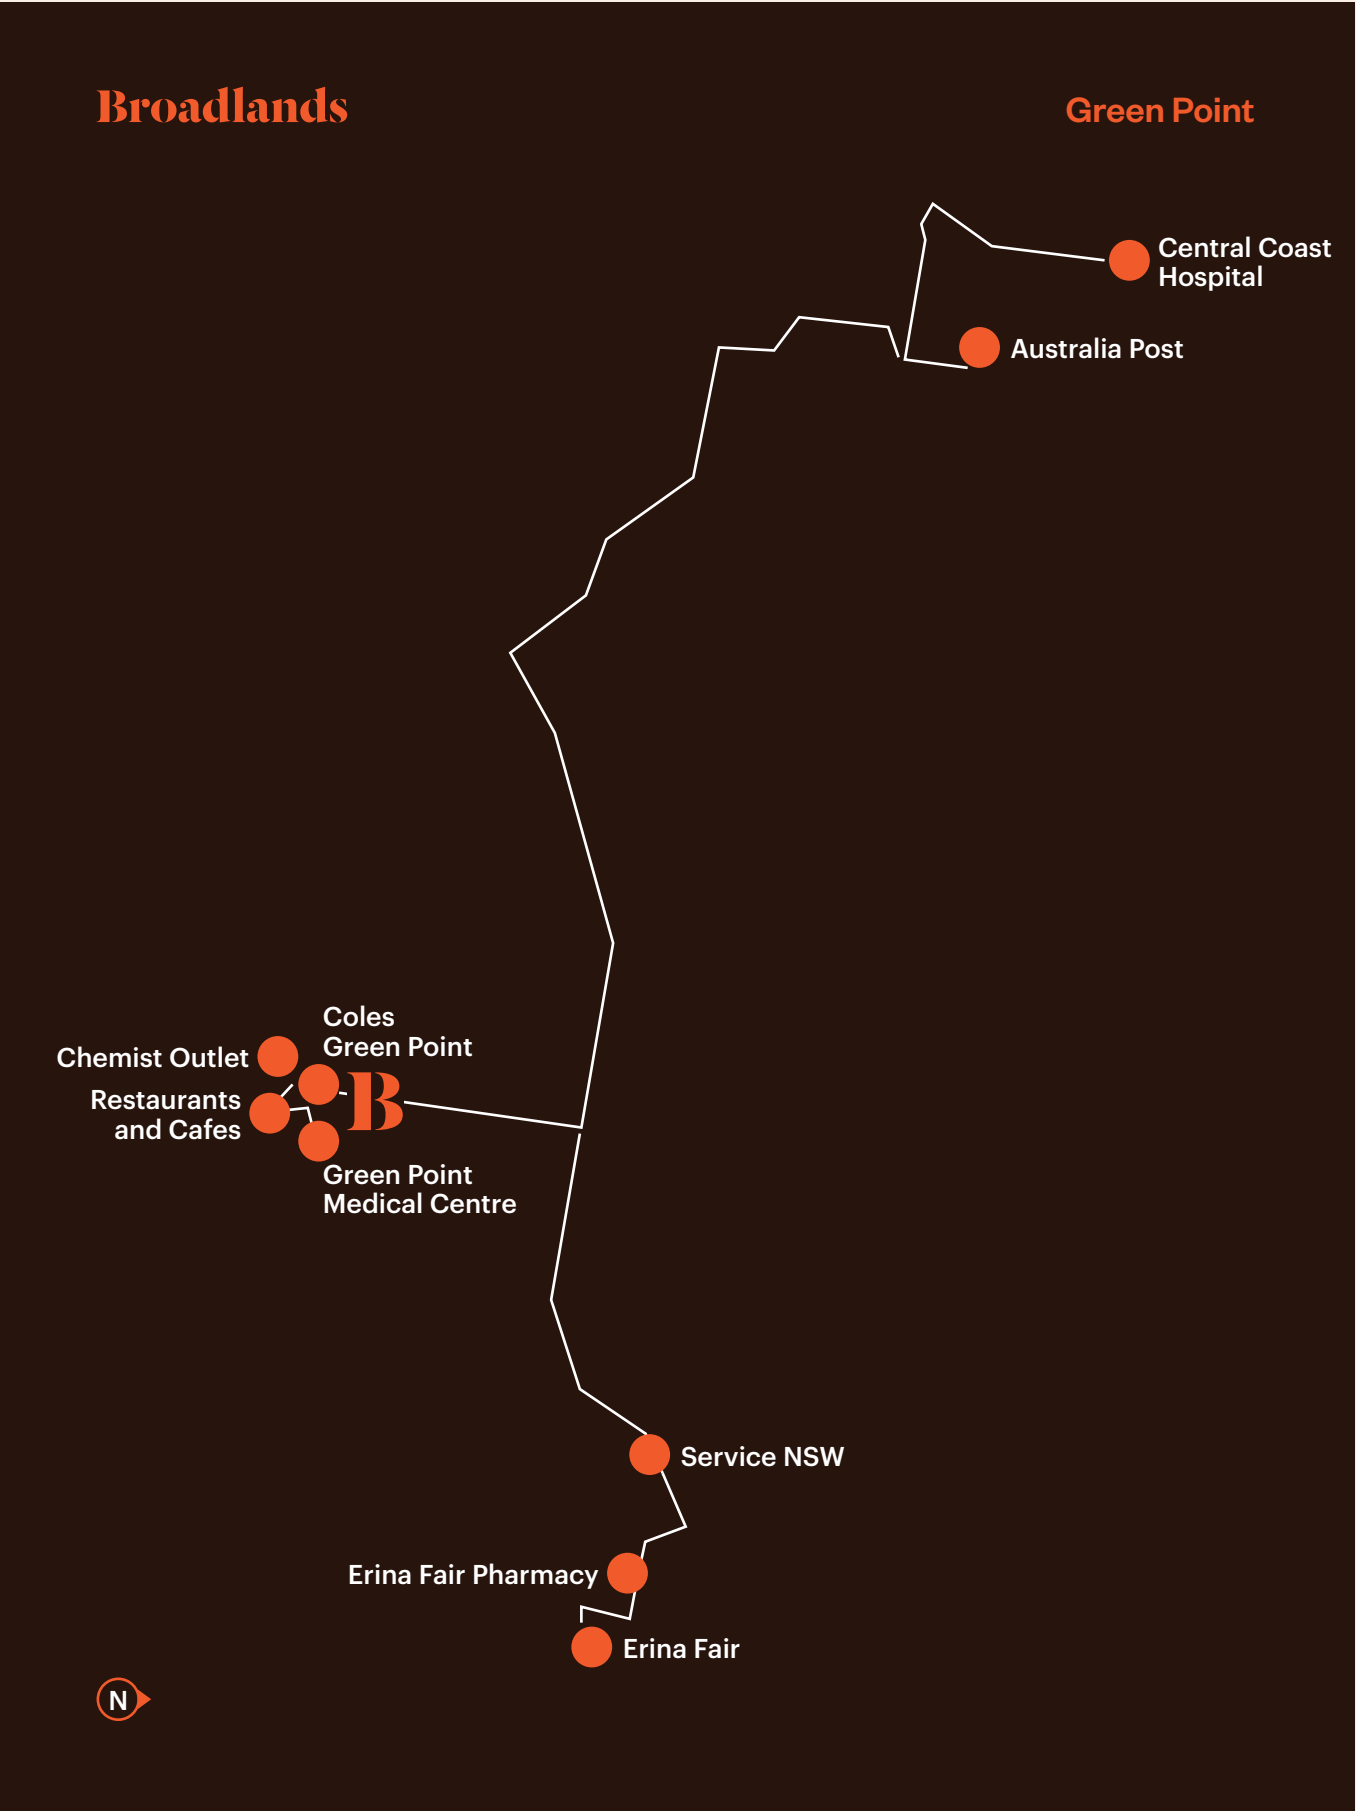 Broadlands
Green Point
Central Coast
Hospital
Australia Post
Coles
Green Point
Chemist Outlet
Restaurants
and Cafes
B
Green Point
Medical Centre
Service NSW
Erina Fair Pharmacy
Erina Fair
N